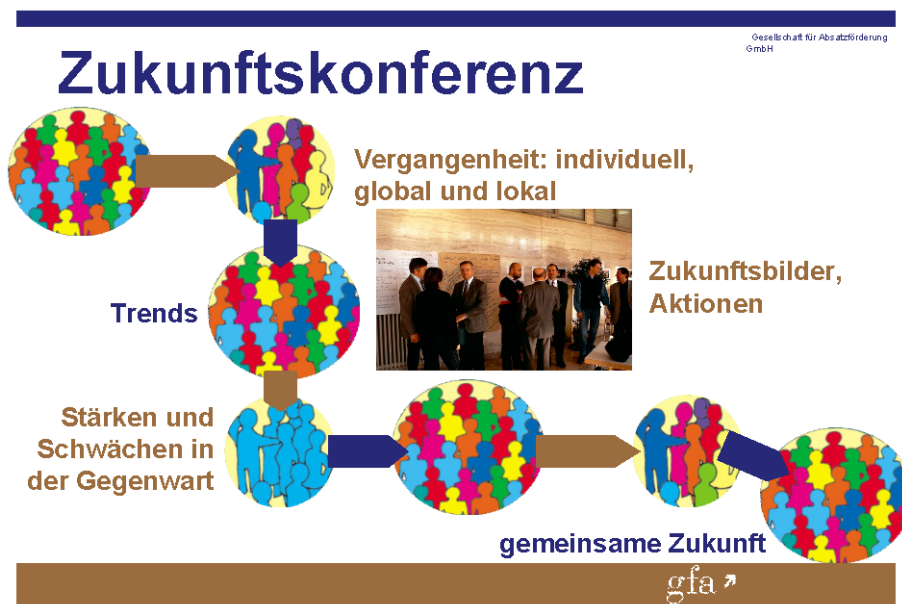 Gesellschaft für Absatzförderung
GmbH
Zukunftskonferenz
Vergangenheit: individuell,
global und lokal
Zukunftsbilder,
Aktionen
Trends
Stärken und
Schwächen in
der Gegenwart
gemeinsame Zukunft
gfa